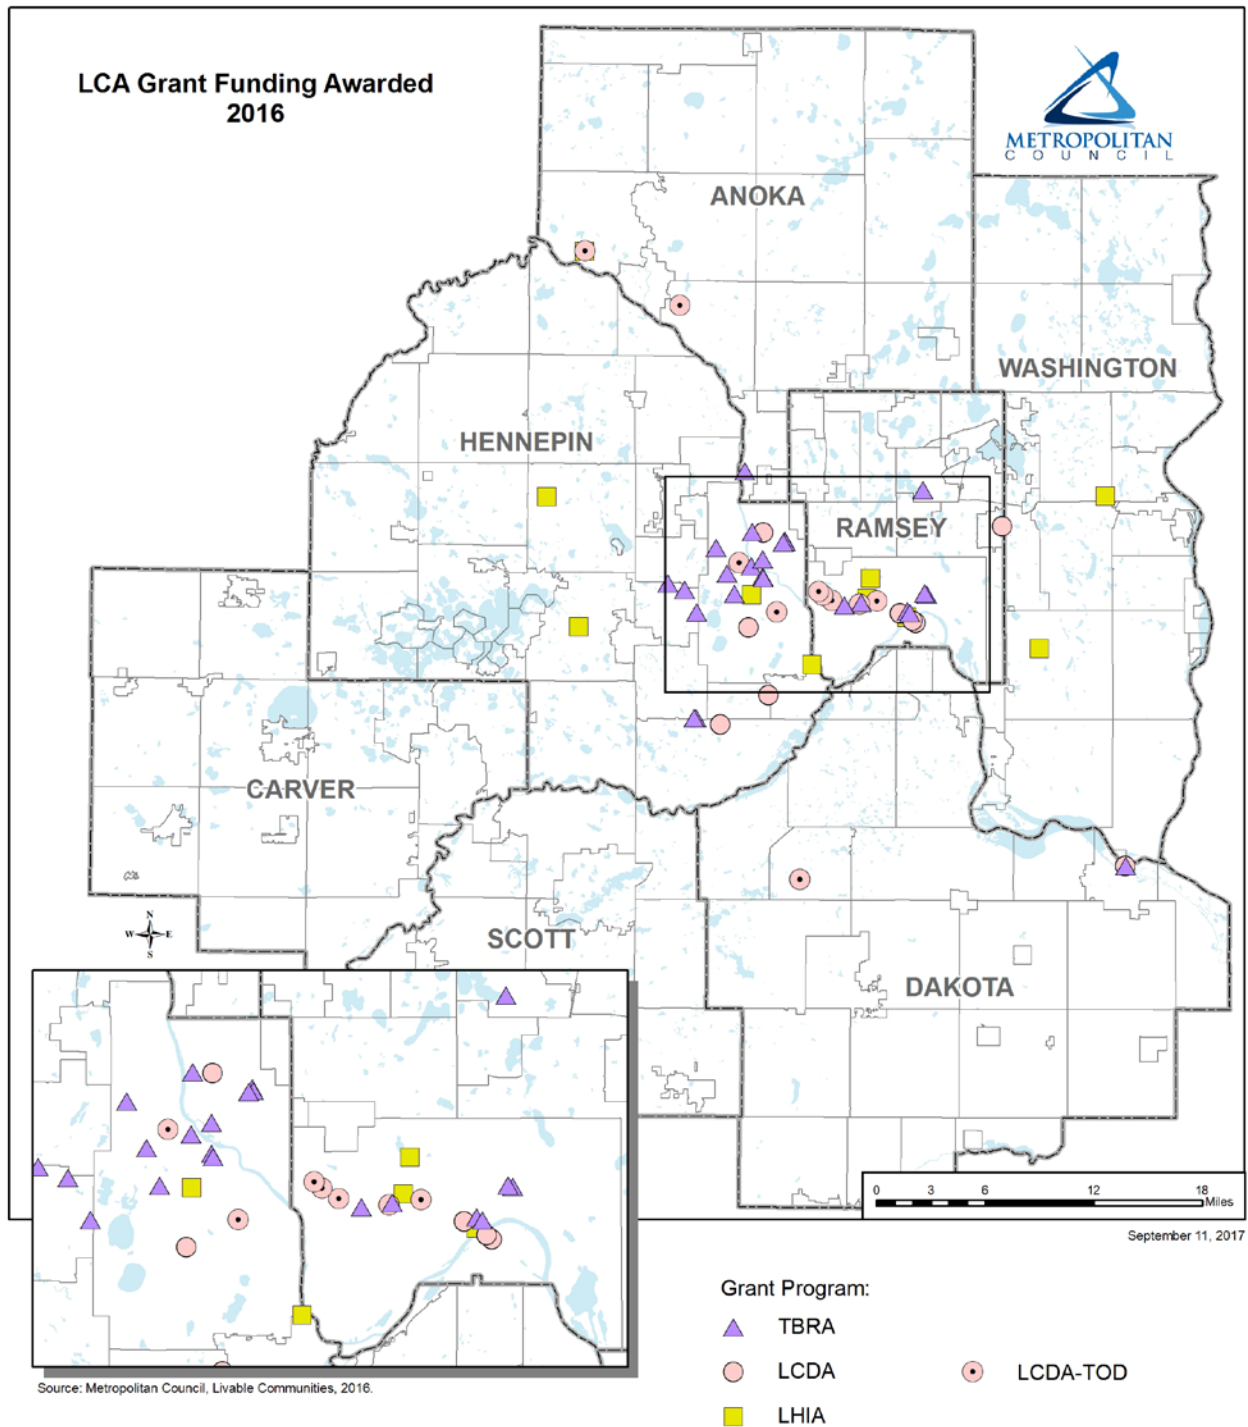 LCA Grant Funding Awarded
2016
METROPOLITAN
COUNCIL
ANOKA
WASHINGTON
HENNEPIN
RAMSEY
CARVER
SCOTT
DAKOTA
N
W E
S
0 3 6 12 18
Miles
September 11, 2017
Source: Metropolitan Council, Livable Communities, 2016.
Grant Program:
TBRA
LCDA LCDA-TOD
LHIA